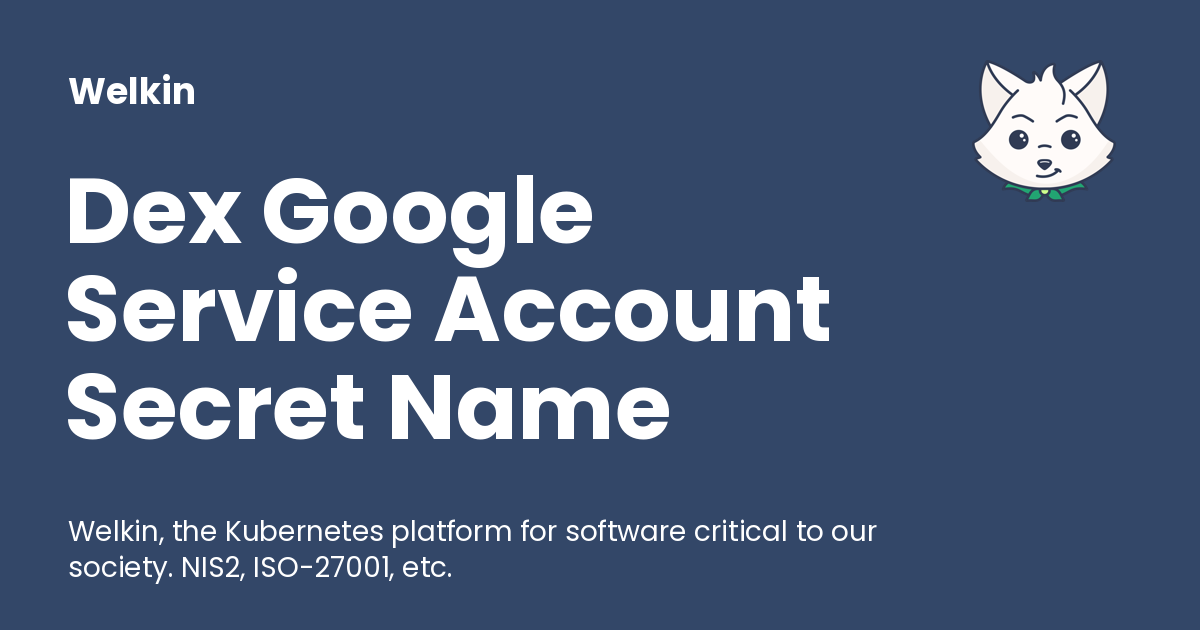 Welkin
Dex Google
Service Account
Secret Name
Welkin, the Kubernetes platform for software critical to our
society. NIS2, ISO-27001, etc.